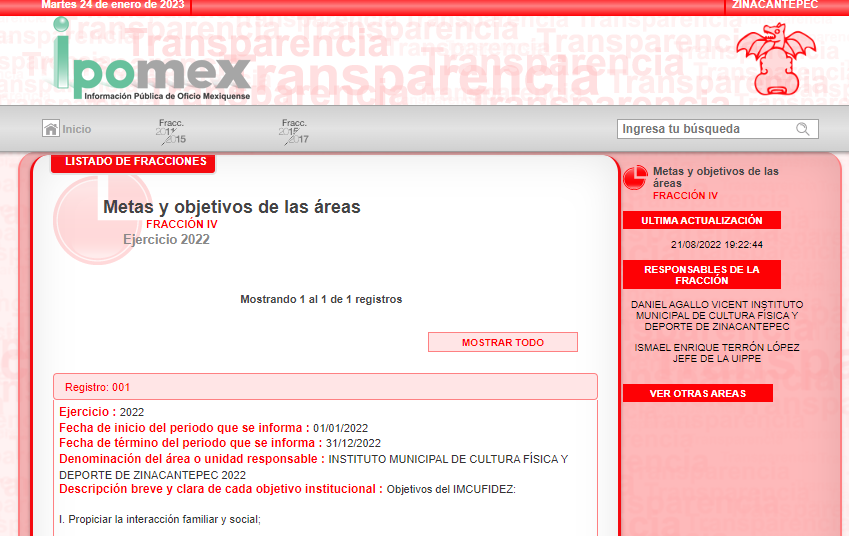 Martes 24 de enero de 2023
ZINACANTEPEC
ipomex
Información Pública de Oficio Mexiquense
Inicio
Fracc.
2015
Fracc.
2017
Ingresa tu búsqueda
LISTADO DE FRACCIONES
Metas y objetivos de las áreas
FRACCIÓN IV
Ejercicio 2022
Mostrando 1 al 1 de 1 registros
MOSTRAR TODO
Registro: 001
Ejercicio : 2022
Fecha de inicio del periodo que se informa : 01/01/2022
Fecha de término del periodo que se informa : 31/12/2022
Denominación del área o unidad responsable : INSTITUTO MUNICIPAL DE CULTURA FÍSICA Y
DEPORTE DE ZINACANTEPEC 2022
Descripción breve y clara de cada objetivo institucional : Objetivos del IMCUFIDEZ:
I. Propiciar la interacción familiar y social;
Metas y objetivos de las
áreas
FRACCIÓN IV
ULTIMA ACTUALIZACIÓN
21/08/2022 19:22:44
RESPONSABLES DE LA
FRACCIÓN
DANIEL AGALLO VICENT INSTITUTO
MUNICIPAL DE CULTURA FÍSICA Y
DEPORTE DE ZINACANTEPEC
ISMAEL ENRIQUE TERRÓN LÓPEZ
JEFE DE LA UIPPE
VER OTRAS AREAS